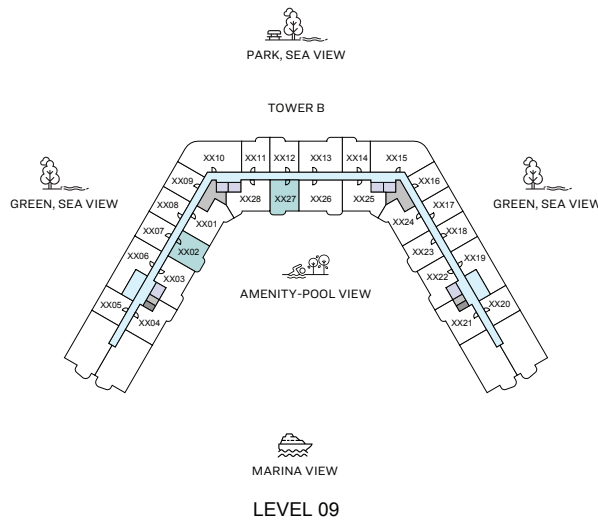 PARK, SEA VIEW
TOWER B
XX10 XX11 XX12 XX13 XX14 XX15
XX09 XX16
GREEN, SEA VIEW
GREEN, SEA VIEW
XX28 XX27 XX26 XX25
XX08 XX17
XX01 XX24
XX07 XX18
XX02 XX23
XX06 XX19
XX03 XX22
AMENITY-POOL VIEW
XX05 XX20
XX04 XX21
MARINA VIEW
LEVEL 09